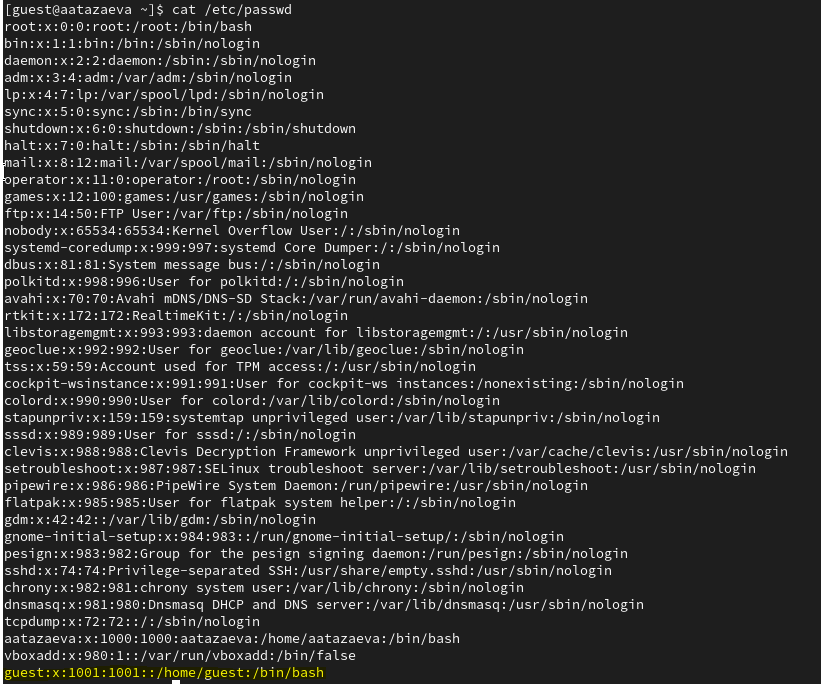 [guest@aatazaeva ~]$ cat /etc/passwd
root:x:0:0:root:/root:/bin/bash
bin:x:1:1:bin:/bin:/sbin/nologin
daemon:x:2:2:daemon:/sbin:/sbin/nologin
adm:x:3:4:adm:/var/adm:/sbin/nologin
lp:x:4:7:lp:/var/spool/lpd:/sbin/nologin
sync:x:5:0:sync:/sbin:/bin/sync
shutdown:x:6:0:shutdown:/sbin:/sbin/shutdown
halt:x:7:0:halt:/sbin:/sbin/halt
mail:x:8:12:mail:/var/spool/mail:/sbin/nologin
operator:x:11:0:operator:/root:/sbin/nologin
games:x:12:100:games:/usr/games:/sbin/nologin
ftp:x:14:50:FTP User:/var/ftp:/sbin/nologin
nobody:x:65534:65534:Kernel Overflow User:/:/sbin/nologin
systemd-coredump:x:999:997:systemd Core Dumper:/:/sbin/nologin
dbus:x:81:81:System message bus:/:/sbin/nologin
polkitd:x:998:996:User for polkitd:/:/sbin/nologin
avahi:x:70:70:Avahi mDNS/DNS-SD Stack:/var/run/avahi-daemon:/sbin/nologin
rtkit:x:172:172:RealtimeKit:/:/sbin/nologin
libstoragemgmt:x:993:993:daemon account for libstoragemgmt:/:/usr/sbin/nologin
geoclue:x:992:992:User for geoclue:/var/lib/geoclue:/sbin/nologin
tss:x:59:59:Account used for TPM access:/:/usr/sbin/nologin
cockpit-wsinstance:x:991:991:User for cockpit-ws instances:/nonexisting:/sbin/nologin
colord:x:990:990:User for colord:/var/lib/colord:/sbin/nologin
stapunpriv:x:159:159:systemtap unprivileged user:/var/lib/stapunpriv:/sbin/nologin
sssd:x:989:989:User for sssd:/:/sbin/nologin
clevis:x:988:988:Clevis Decryption Framework unprivileged user:/var/cache/clevis:/usr/sbin/nologin
setroubleshoot:x:987:987:SELinux troubleshoot server:/var/lib/setroubleshoot:/usr/sbin/nologin
pipewire:x:986:986:PipeWire System Daemon:/run/pipewire:/usr/sbin/nologin
flatpak:x:985:985:User for flatpak system helper:/:/sbin/nologin
gdm:x:42:42::/var/lib/gdm:/sbin/nologin
gnome-initial-setup:x:984:983::/run/gnome-initial-setup/:/sbin/nologin
pesign:x:983:982:Group for the pesign signing daemon:/run/pesign:/sbin/nologin
sshd:x:74:74:Privilege-separated SSH:/usr/share/empty.sshd:/usr/sbin/nologin
chrony:x:982:981:chrony system user:/var/lib/chrony:/sbin/nologin
dnsmasq:x:981:980:Dnsmasq DHCP and DNS server:/var/lib/dnsmasq:/usr/sbin/nologin
tcpdump:x:72:72::/:/sbin/nologin
aatazaeva:x:1000:1000:aatazaeva:/home/aatazaeva:/bin/bash
vboxadd:x:980:1::/var/run/vboxadd:/bin/false
guest:x:1001:1001::/home/guest:/bin/bash